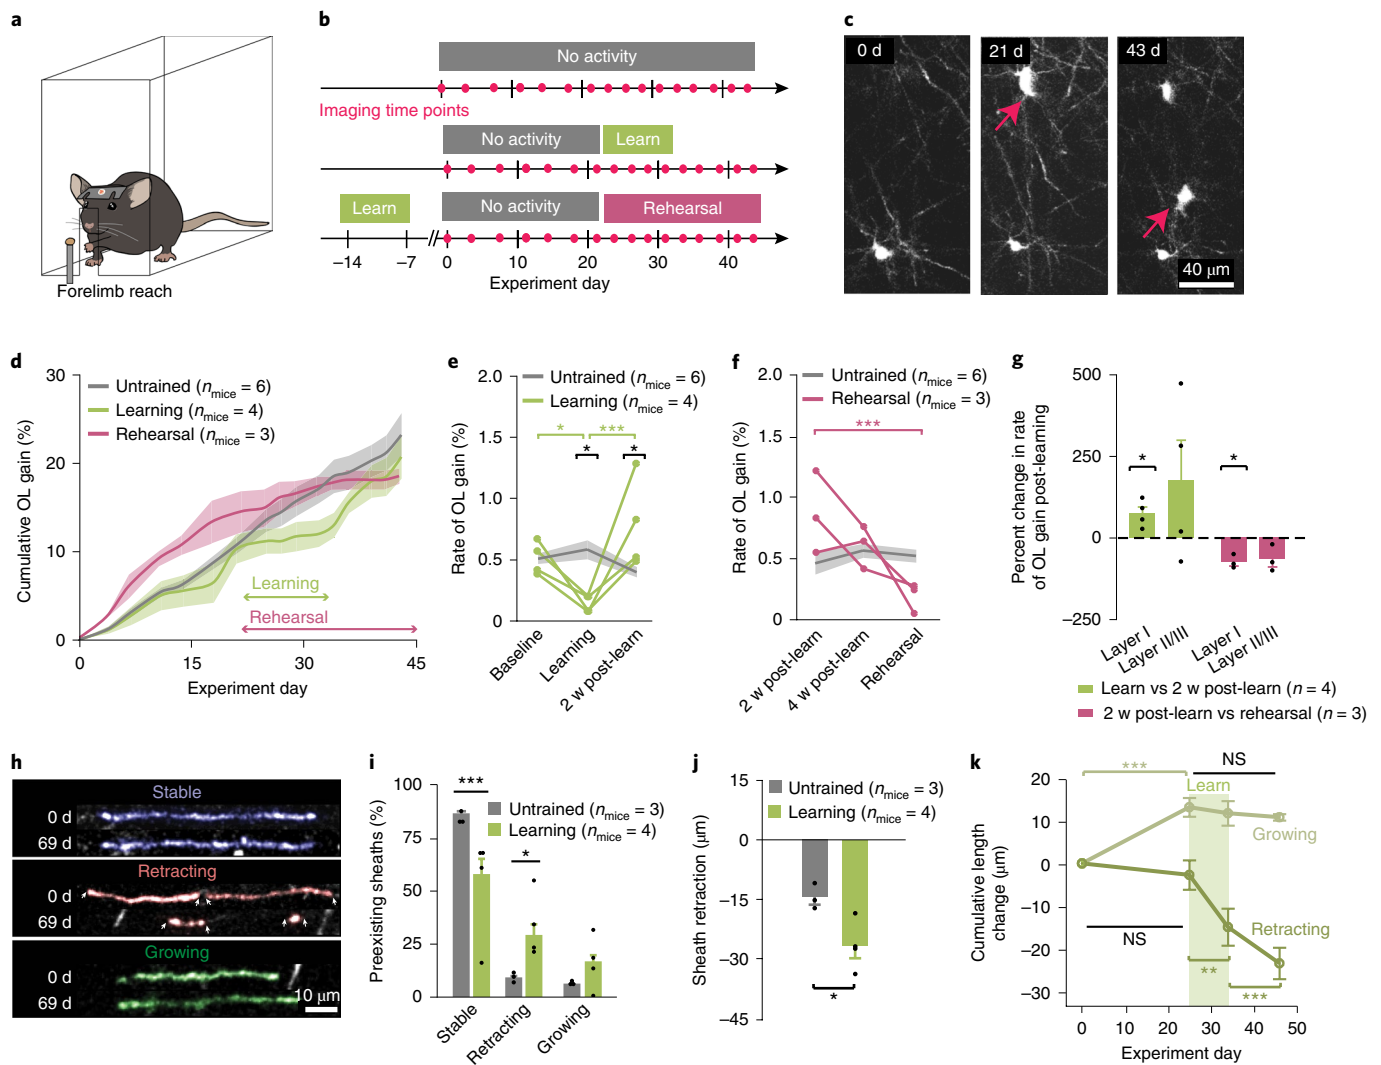 a
Forelimb reach
b
No activity
Imaging time points
No activity
Learn
Learn
No activity
Rehearsal
–14
–7
0
10
20
30
40
Experiment day
c
0 d
21 d
43 d
40 μm
d
30
20
10
0
Cumulative OL gain (%)
Untrained (nmice = 6)
Learning (nmice = 4)
Rehearsal (nmice = 3)
Learning
Rehearsal
0
15
30
45
Experiment day
e
2.0
1.5
1.0
0.5
0
Rate of OL gain (%)
Untrained (nmice = 6)
Learning (nmice = 4)
*
***
*
*
Baseline
Learning
2 w post-learn
f
2.0
1.5
1.0
0.5
0
Rate of OL gain (%)
Untrained (nmice = 6)
Rehearsal (nmice = 3)
***
2 w post-learn
4 w post-learn
Rehearsal
g
500
250
0
–250
Percent change in rate
of OL gain post-learning
*
*
Layer I
Layer II/III
Layer I
Layer II/III
Learn vs 2 w post-learn (n = 4)
2 w post-learn vs rehearsal (n = 3)
h
Stable
0 d
69 d
Retracting
0 d
69 d
Growing
0 d
69 d
10 μm
i
100
50
25
0
Preexisting sheaths (%)
***
Untrained (nmice = 3)
Learning (nmice = 4)
*
Stable
Retracting
Growing
j
15
0
–15
–30
–45
Sheath retraction (μm)
Untrained (nmice = 3)
Learning (nmice = 4)
*
k
20
10
0
–10
–20
–30
Cumulative length
change (μm)
***
NS
Learn
Growing
NS
Retracting
**
***
0
10
20
30
40
50
Experiment day